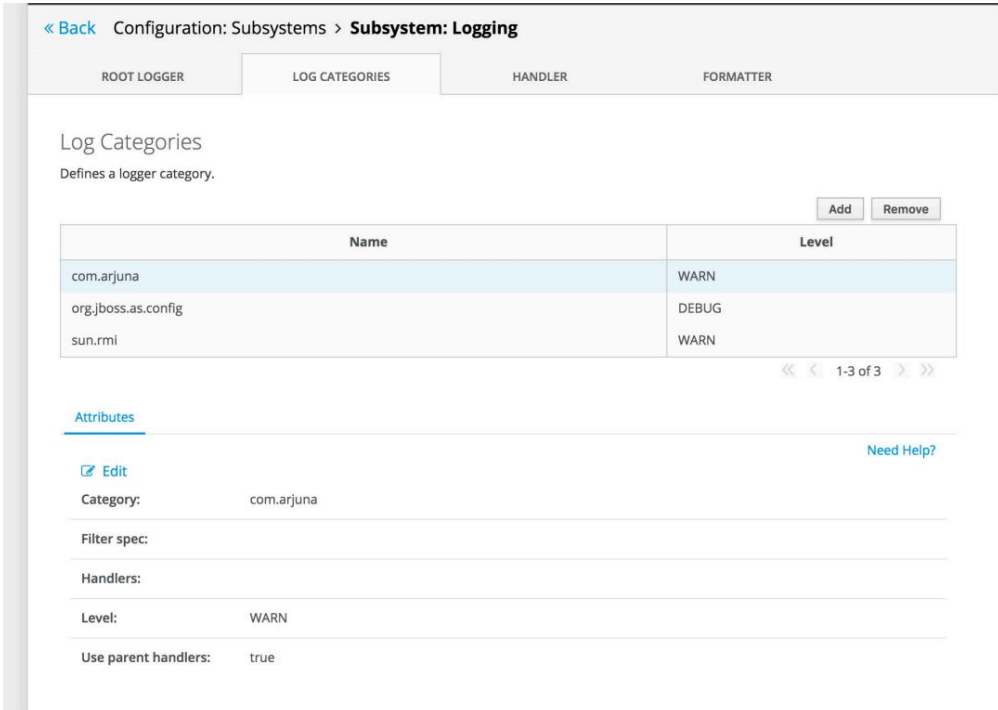 « Back Configuration: Subsystems > Subsystem: Logging
ROOT LOGGER LOG CATEGORIES HANDLER FORMATTER
Log Categories
Defines a logger category.
Add Remove
Name Level
com.arjuna WARN
org.jboss.as.config DEBUG
sun.rmi WARN
« < 1-3 of 3 > »
Attributes
Need Help?
Edit
Category: com.arjuna
Filter spec:
Handlers:
Level: WARN
Use parent handlers: true